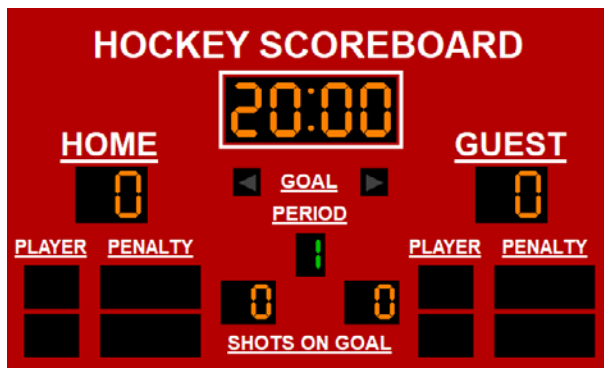 HOCKEY SCOREBOARD
20:00
HOME GUEST
0 GOAL 0
PERIOD
PLAYER PENALTY 1 PLAYER PENALTY
0 0
SHOTS ON GOAL